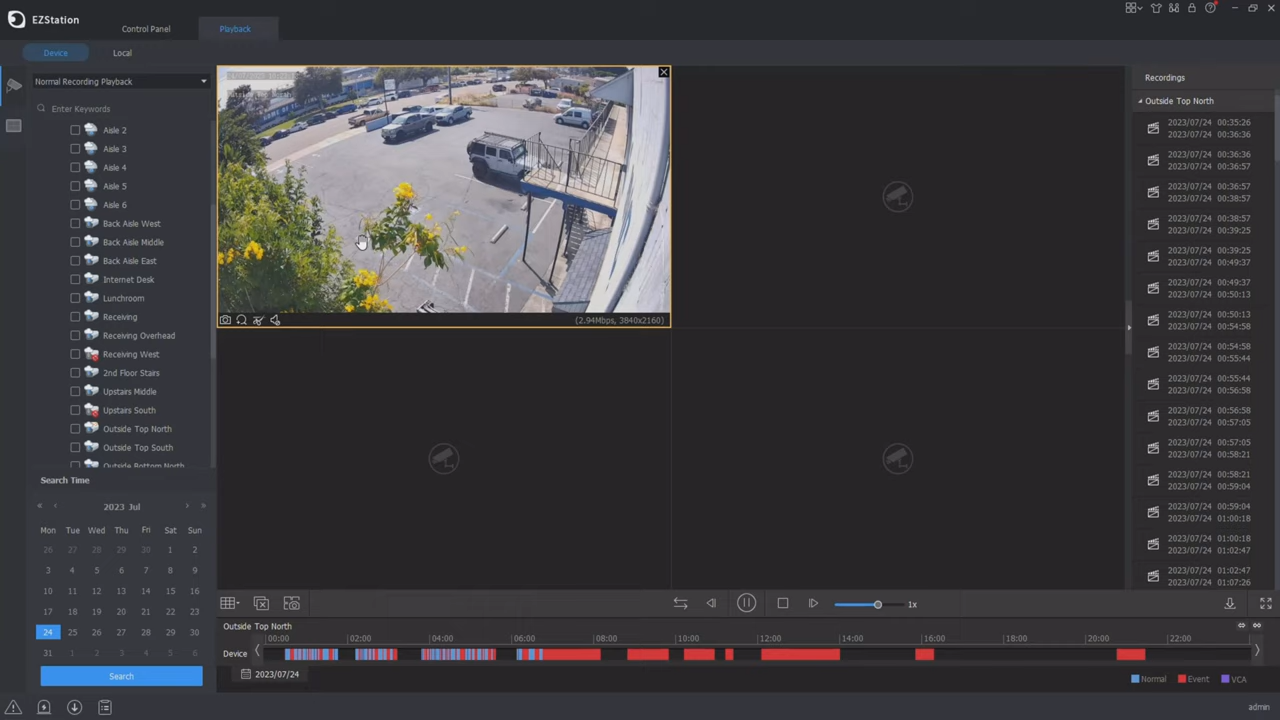 EZStation
Control Panel
Playback
Device
Local
Normal Recording Playback
Enter Keywords
Aisle 2
Aisle 3
Aisle 4
Aisle 5
Aisle 6
Back Aisle West
Back Aisle Middle
Back Aisle East
Internet Desk
Lunchroom
Receiving
Receiving Overhead
Receiving West
2nd Floor Stairs
Upstairs Middle
Upstairs South
Outside Top North
Outside Top South
Outside Bottom North
Search Time
2023 Jul
Mon Tue Wed Thu Fri Sat Sun
26 27 28 29 30 1 2
3 4 5 6 7 8 9
10 11 12 13 14 15 16
17 18 19 20 21 22 23
24 25 26 27 28 29 30
31 1 2 3 4 5 6
Search
(2.94Mbps, 3840x2160)
1x
Outside Top North
00:00 02:00 04:00 06:00 08:00 10:00 12:00 14:00 16:00 18:00 20:00 22:00
Device
2023/07/24
Normal Event VCA
Recordings
Outside Top North
2023/07/24 00:35:26
2023/07/24 00:36:36
2023/07/24 00:36:36
2023/07/24 00:36:57
2023/07/24 00:36:57
2023/07/24 00:38:57
2023/07/24 00:38:57
2023/07/24 00:39:25
2023/07/24 00:39:25
2023/07/24 00:49:37
2023/07/24 00:49:37
2023/07/24 00:50:13
2023/07/24 00:50:13
2023/07/24 00:54:58
2023/07/24 00:54:58
2023/07/24 00:55:44
2023/07/24 00:55:44
2023/07/24 00:56:58
2023/07/24 00:56:58
2023/07/24 00:57:05
2023/07/24 00:57:05
2023/07/24 00:58:21
2023/07/24 00:58:21
2023/07/24 00:59:04
2023/07/24 00:59:04
2023/07/24 01:00:18
2023/07/24 01:00:18
2023/07/24 01:02:47
2023/07/24 01:02:47
2023/07/24 01:07:26
admin